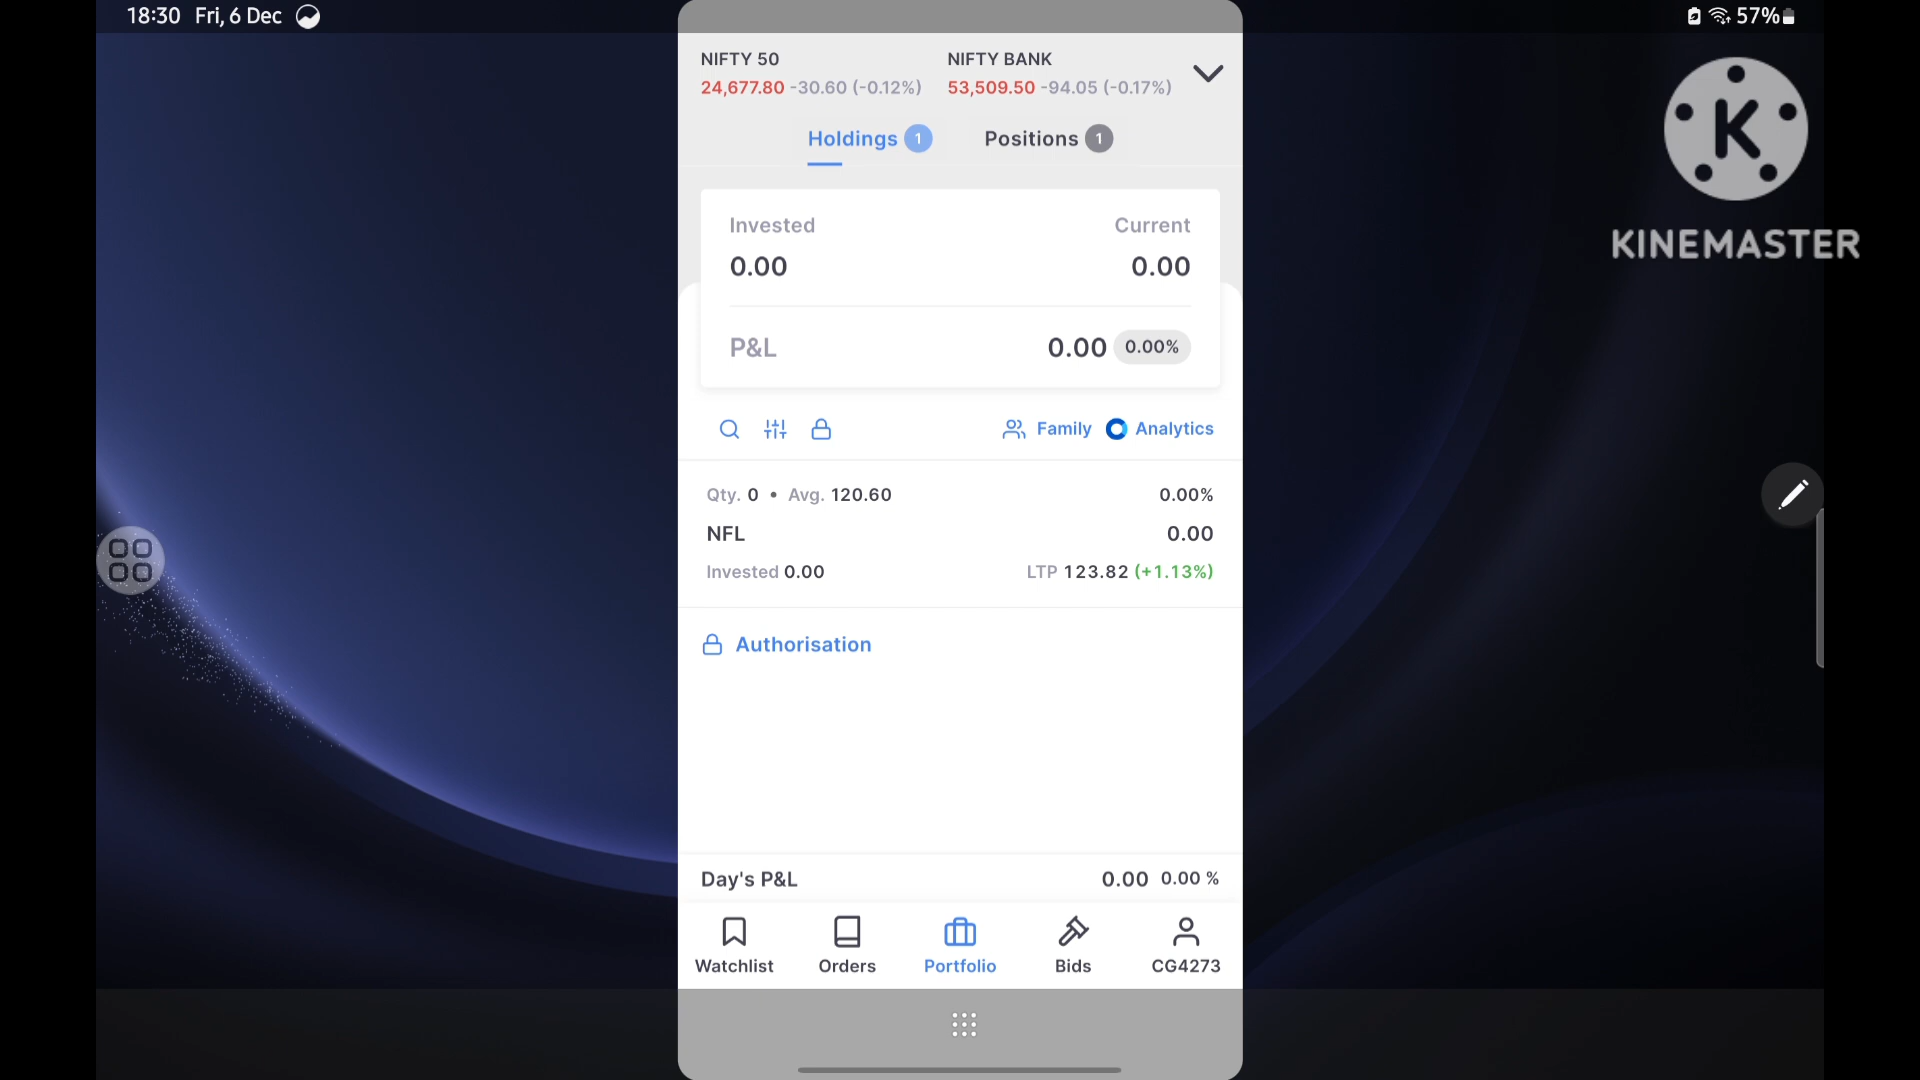 18:30 Fri, 6 Dec
57%
NIFTY 50
24,677.80 -30.60 (-0.12%)
NIFTY BANK
53,509.50 -94.05 (-0.17%)
K
KINEMASTER
Holdings 1
Positions 1
Invested
Current
0.00
0.00
P&L
0.00 0.00%
Family
Analytics
Qty. 0 • Avg. 120.60
0.00%
NFL
0.00
Invested 0.00
LTP 123.82 (+1.13%)
Authorisation
Day's P&L
0.00 0.00 %
Watchlist
Orders
Portfolio
Bids
CG4273